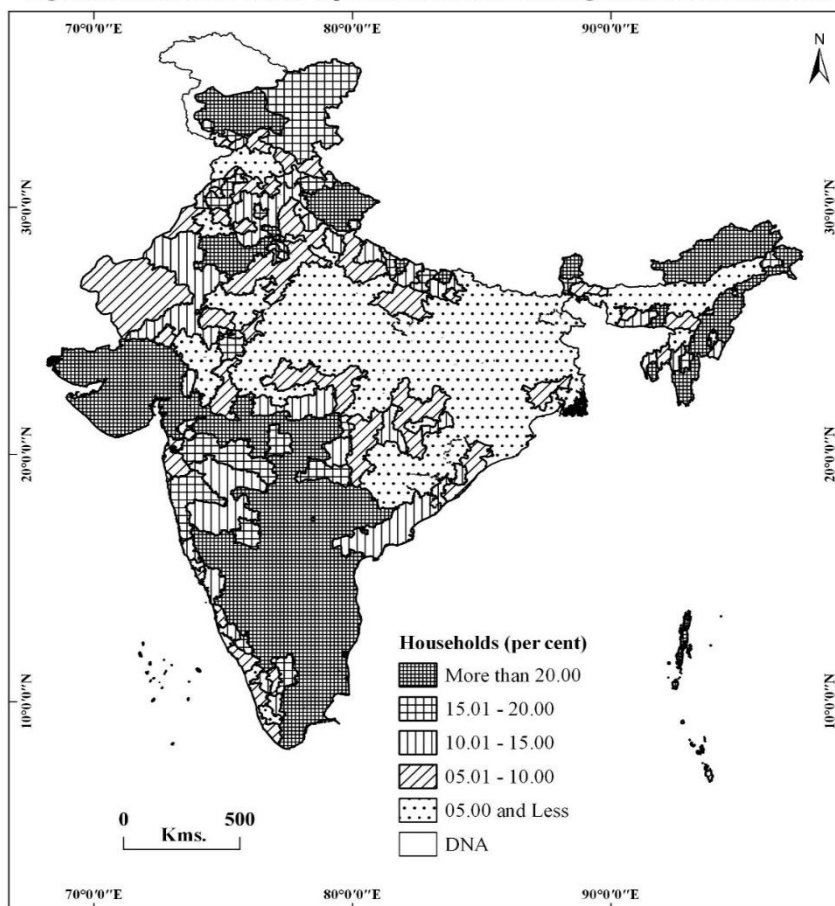 70°0'0"E 80°0'0"E 90°0'0"E
N
30°0'0"N 30°0'0"N
20°0'0"N 20°0'0"N
10°0'0"N 10°0'0"N
Households (per cent)
More than 20.00
15.01 - 20.00
10.01 - 15.00
05.01 - 10.00
05.00 and Less
DNA
0 500
Kms.
70°0'0"E 80°0'0"E 90°0'0"E